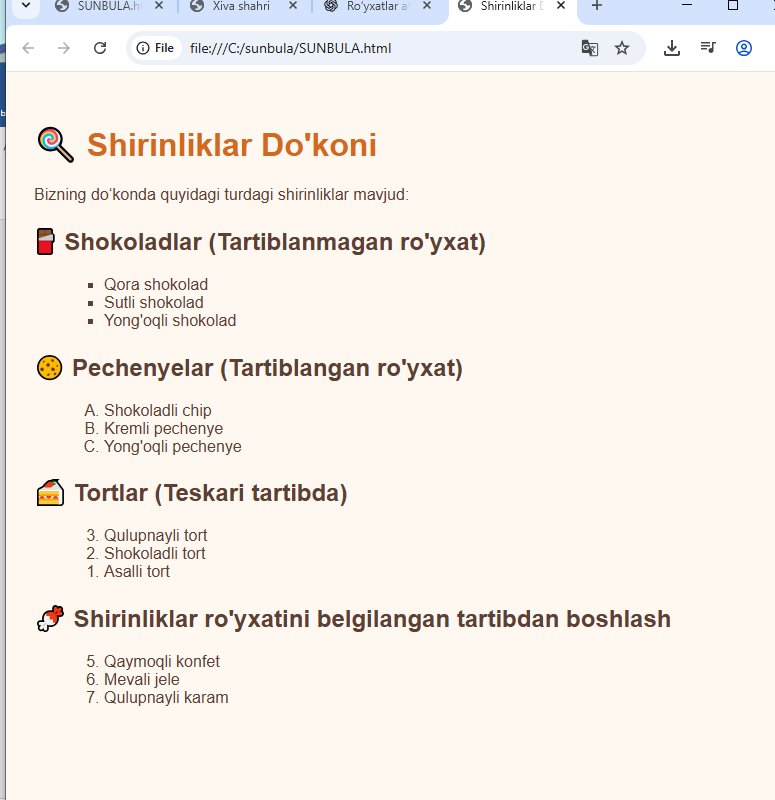 SUNBULA.h
Xiva shahri
Ro'yxatlar a
Shirinliklar D
File
file:///C:/sunbula/SUNBULA.html
Shirinliklar Do'koni
Bizning do'konda quyidagi turdagi shirinliklar mavjud:
Shokoladlar (Tartiblanmagan ro'yxat)
▪ Qora shokolad
▪ Sutli shokolad
▪ Yong'oqli shokolad
Pechenyelar (Tartiblangan ro'yxat)
A. Shokoladli chip
B. Kremli pechenye
C. Yong'oqli pechenye
Tortlar (Teskari tartibda)
3. Qulupnayli tort
2. Shokoladli tort
1. Asalli tort
Shirinliklar ro'yxatini belgilangan tartibdan boshlash
5. Qaymoqli konfet
6. Mevali jele
7. Qulupnayli karam